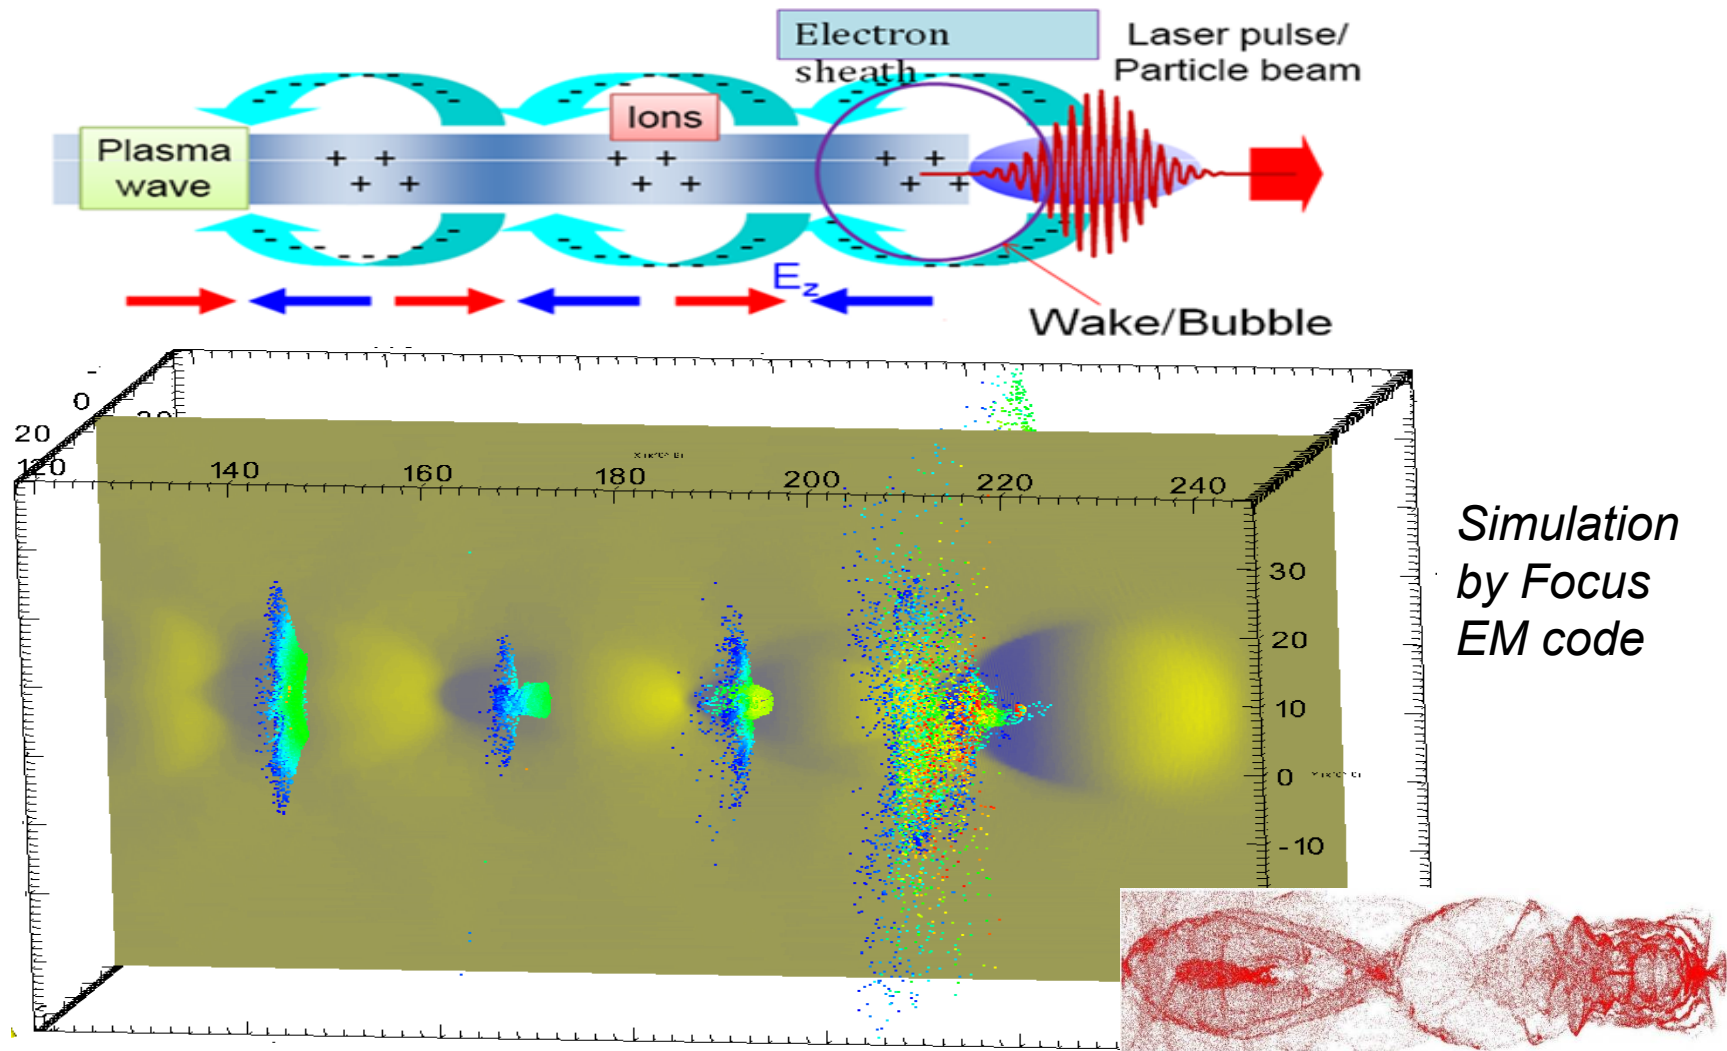 Electron
sheath
Laser pulse/
Particle beam
Ions
Plasma
wave
+ +
+ +
+ +
+ +
+ +
+ +
E_z
Wake/Bubble
0
20
120
140
160
180
200
220
240
30
20
10
0
-10
Simulation
by Focus
EM code